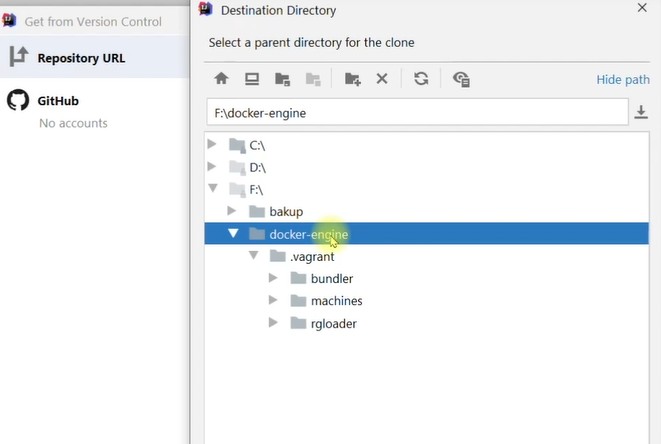 Get from Version Control
Repository URL
GitHub
No accounts
Destination Directory
Select a parent directory for the clone
Hide path
F:\docker-engine
C:\
D:\
F:\
bakup
docker-engine
.vagrant
bundler
machines
rgloader